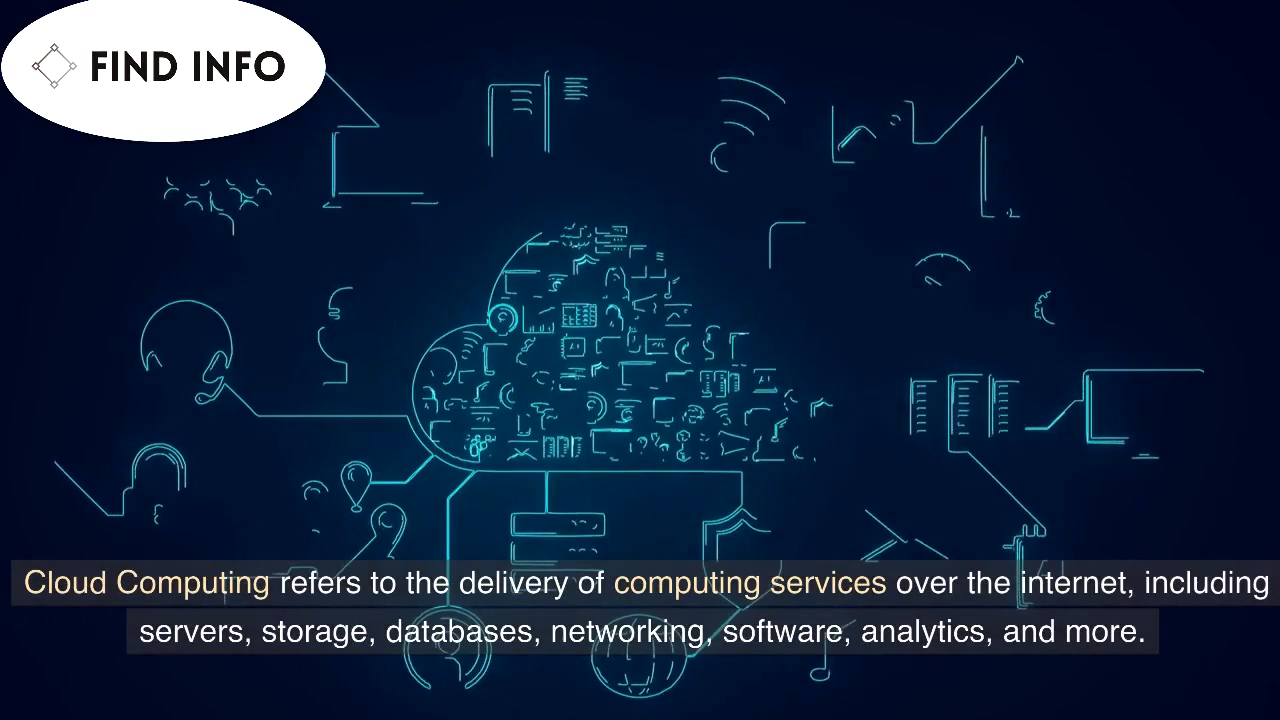 FIND INFO
Cloud Computing refers to the delivery of computing services over the internet, including
servers, storage, databases, networking, software, analytics, and more.